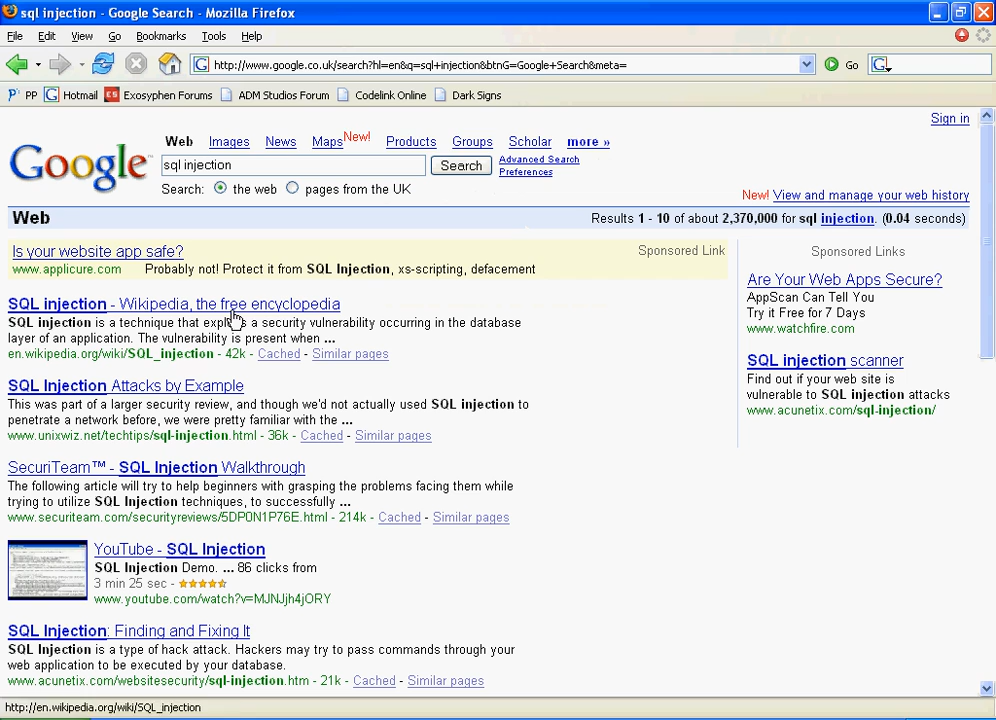 sql injection - Google Search - Mozilla Firefox
File Edit View Go Bookmarks Tools Help
http://www.google.co.uk/search?hl=en&q=sql+injection&btnG=Google+Search&meta= Go
PP Hotmail ES Exosyphen Forums ADM Studios Forum Codelink Online Dark Signs
Sign in
Web Images News Maps New! Products Groups Scholar more »
Google™ sql injection Search Advanced Search
Preferences
Search: the web pages from the UK
New! View and manage your web history
Web Results 1 - 10 of about 2,370,000 for sql injection. (0.04 seconds)
Is your website app safe? Sponsored Link
www.applicure.com Probably not! Protect it from SQL Injection, xs-scripting, defacement
SQL injection - Wikipedia, the free encyclopedia
SQL injection is a technique that exploits a security vulnerability occurring in the database
layer of an application. The vulnerability is present when ...
en.wikipedia.org/wiki/SQL_injection - 42k - Cached - Similar pages
SQL Injection Attacks by Example
This was part of a larger security review, and though we'd not actually used SQL injection to
penetrate a network before, we were pretty familiar with the ...
www.unixwiz.net/techtips/sql-injection.html - 36k - Cached - Similar pages
SecuriTeam™ - SQL Injection Walkthrough
The following article will try to help beginners with grasping the problems facing them while
trying to utilize SQL Injection techniques, to successfully ...
www.securiteam.com/securityreviews/5DP0N1P76E.html - 214k - Cached - Similar pages
YouTube - SQL Injection
SQL Injection Demo. ... 86 clicks from
3 min 25 sec -
www.youtube.com/watch?v=MJNJjh4jORY
SQL Injection: Finding and Fixing It
SQL Injection is a type of hack attack. Hackers may try to pass commands through your
web application to be executed by your database.
www.acunetix.com/websitesecurity/sql-injection.htm - 21k - Cached - Similar pages
Sponsored Links
Are Your Web Apps Secure?
AppScan Can Tell You
Try it Free for 7 Days
www.watchfire.com
SQL injection scanner
Find out if your web site is
vulnerable to SQL injection attacks
www.acunetix.com/sql-injection/
http://en.wikipedia.org/wiki/SQL_injection